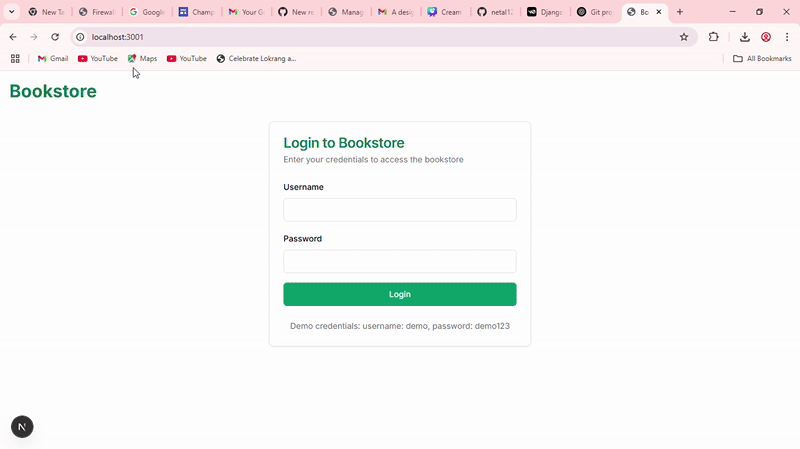 New Ta
Firewall
Google
Champ
Your Go
New re
Manag
A desig
Cream
netal12
Django
Git pro
Bo
localhost:3001
Gmail
YouTube
Maps
YouTube
Celebrate Lokrang a...
All Bookmarks
Bookstore
Login to Bookstore
Enter your credentials to access the bookstore
Username
Password
Login
Demo credentials: username: demo, password: demo123
N